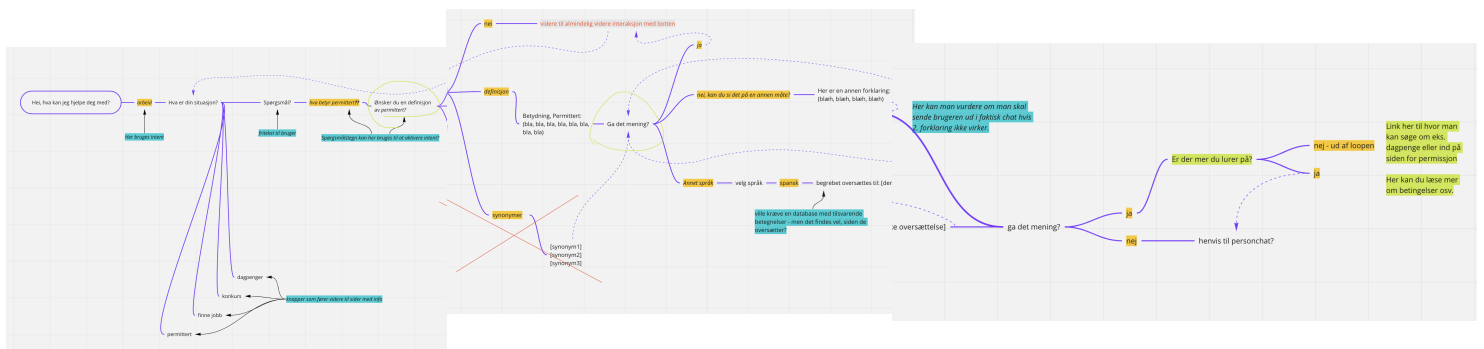 Hei, hva kan jeg hjelpe deg med?
arbeid
Her bruges intent
Hva er din situasjon?
Spørgsmål?
fritekst til bruger
hva betyr permittert??
Ønsker du en definisjon
av permittert?
Spørgsmålstegn kan her bruges til at aktivere intent?
dagpenger
konkurs
finne jobb
permittert
knapper som fører videre til sider med info
nei
videre til almindelig videre interaksjon med botten
definisjon
Betydning, Permittert:
(bla, bla, bla, bla, bla, bla,
bla, bla)
Ga det mening?
ja
nei, kan du si det på en annen måte?
Her er en annen forklaring:
(blæh, blæh, blæh, blæh)
Annet språk
velg språk
spansk
begrebet oversættes til: [der
ville kræve en database med tilsvarende
betegnelser - men det findes vel, siden de
oversætter?
synonymer
[synonym1]
[synonym2]
[synonym3]
Her kan man vurdere om man skal
sende brugeren ud i faktisk chat hvis
2. forklaring ikke virker.
e oversættelse]
ga det mening?
ja
nej
henvis til personchat?
Er der mer du lurer på?
nej - ud af loopen
ja
Link her til hvor man
kan søge om eks.
dagpenge eller ind på
siden for permissjon
Her kan du læse mer
om betingelser osv.